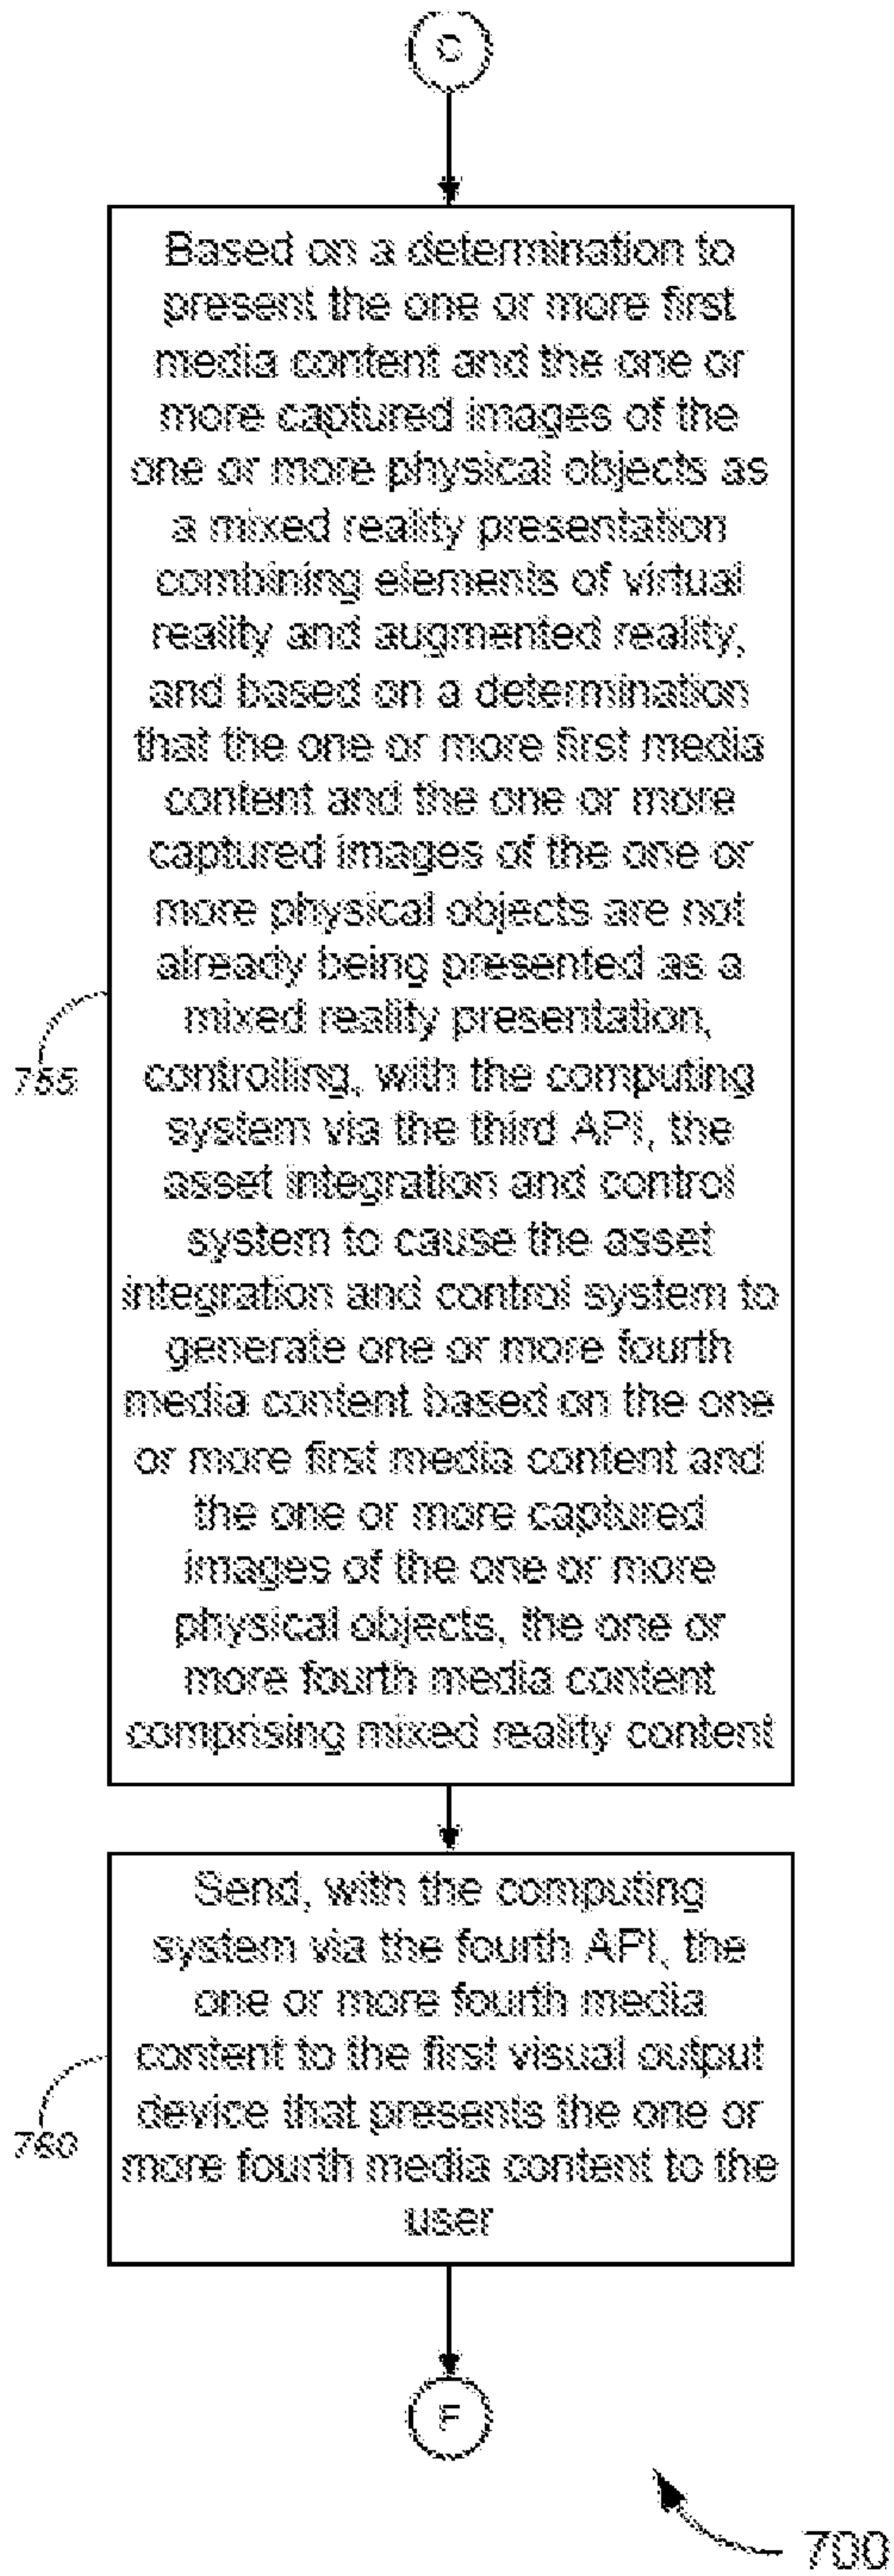 C
Based on a determination to
present the one or more first
media content and the one or
more captured images of the
one or more physical objects as
a mixed reality presentation
combining elements of virtual
reality and augmented reality,
and based on a determination
that the one or more first media
content and the one or more
captured images of the one or
more physical objects are not
already being presented as a
mixed reality presentation,
controlling, with the computing
system via the third API, the
asset integration and control
system to cause the asset
integration and control system to
generate one or more fourth
media content based on the one
or more first media content and
the one or more captured
images of the one or more
physical objects, the one or
more fourth media content
comprising mixed reality content
755
Send, with the computing
system via the fourth API, the
one or more fourth media
content to the first visual output
device that presents the one or
more fourth media content to the
user
760
F
700